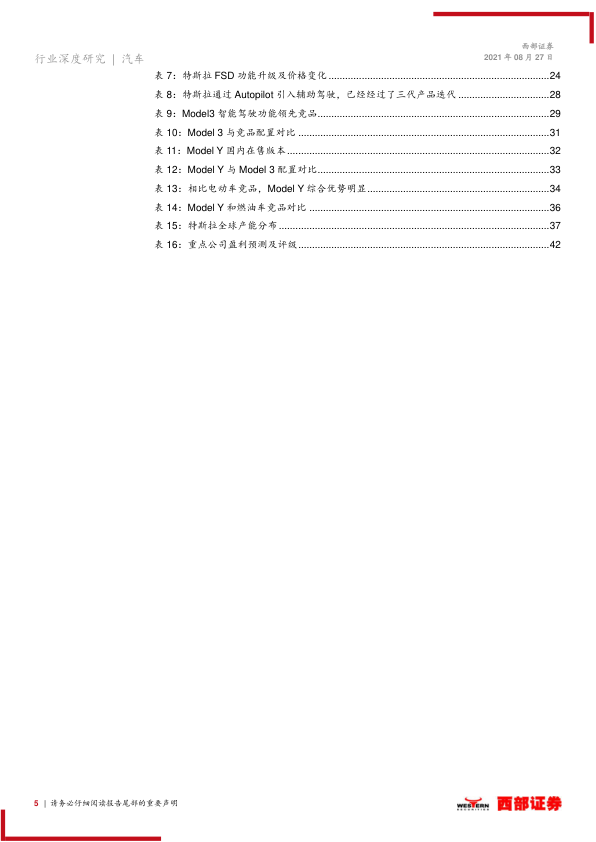 西部证券
行业深度研究 | 汽车
2021 年 08 月 27 日
表 7：特斯拉 FSD 功能升级及价格变化........................................................................24
表 8：特斯拉通过 Autopilot 引入辅助驾驶，已经经过了三代产品迭代..............................28
表 9：Model3 智能驾驶功能领先竞品...........................................................................29
表 10：Model 3 与竞品配置对比..................................................................................31
表 11：Model Y 国内在售版本.....................................................................................32
表 12：Model Y 与 Model 3 配置对比...........................................................................33
表 13：相比电动车竞品，Model Y 综合优势明显............................................................34
表 14：Model Y 和燃油车竞品对比...............................................................................36
表 15：特斯拉全球产能分布.........................................................................................37
表 16：重点公司盈利预测及评级..................................................................................42
5 | 请务必仔细阅读报告尾部的重要声明
WESTERN
SECURITIES
西部证券